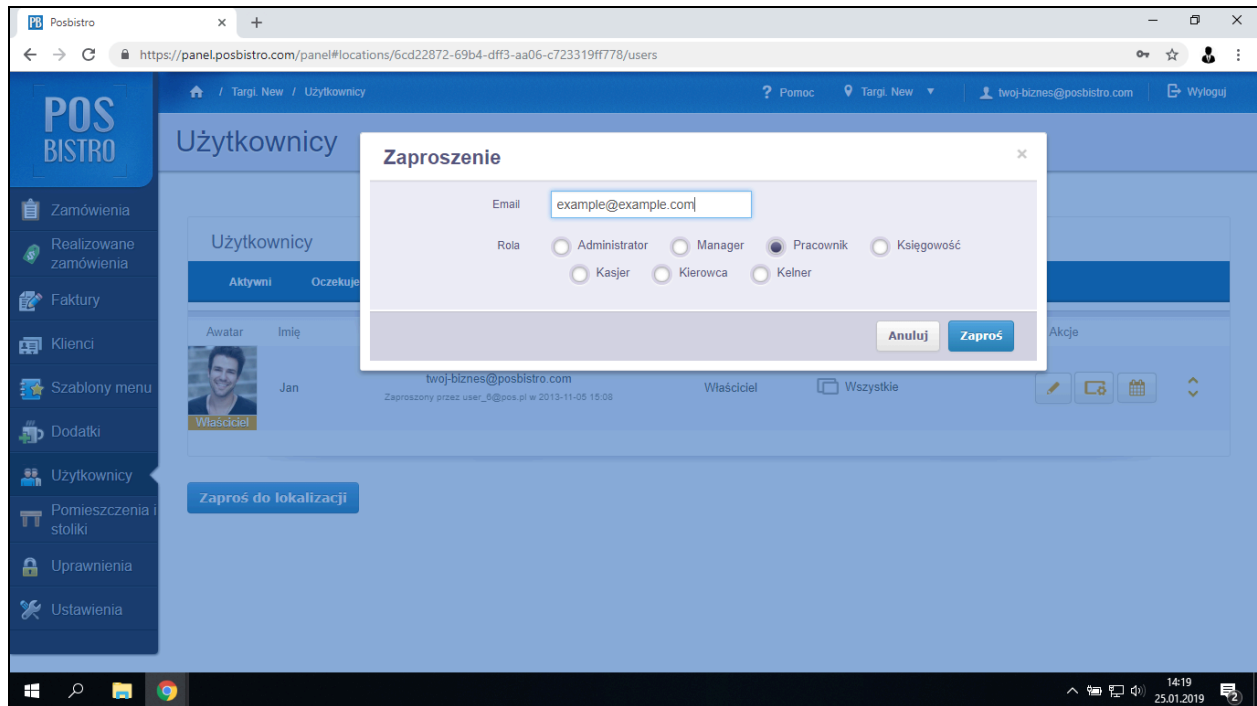 PB Posbistro
https://panel.posbistro.com/panel#locations/6cd22872-69b4-dff3-aa06-c723319ff778/users
POS
BISTRO
/ Targi. New / Użytkownicy
? Pomoc
Targi. New
twoj-biznes@posbistro.com
Wyloguj
Użytkownicy
Zaproszenie
Email
example@example.com
Rola
Administrator
Manager
Pracownik
Księgowość
Kasjer
Kierowca
Kelner
Anuluj
Zaproś
Zamówienia
Realizowane
zamówienia
Faktury
Klienci
Szablony menu
Dodatki
Użytkownicy
Pomieszczenia i
stoliki
Uprawnienia
Ustawienia
Użytkownicy
Aktywni
Oczekuje
Awatar
Imię
Akcje
Właściciel
Jan
twoj-biznes@posbistro.com
Zaproszony przez user_6@pos.pl w 2013-11-05 15:08
Właściciel
Wszystkie
Zaproś do lokalizacji
14:19
25.01.2019
2